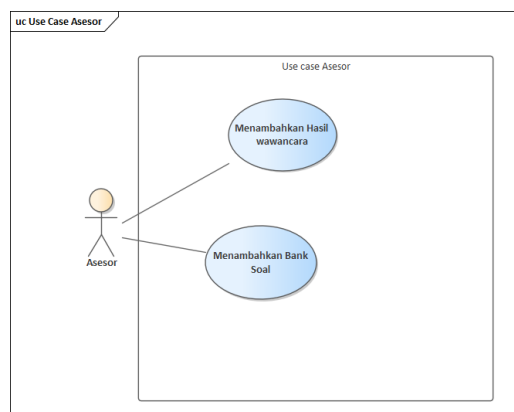 uc Use Case Asesor
Use case Asesor
Menambahkan Hasil
wawancara
Menambahkan Bank
Soal
Asesor